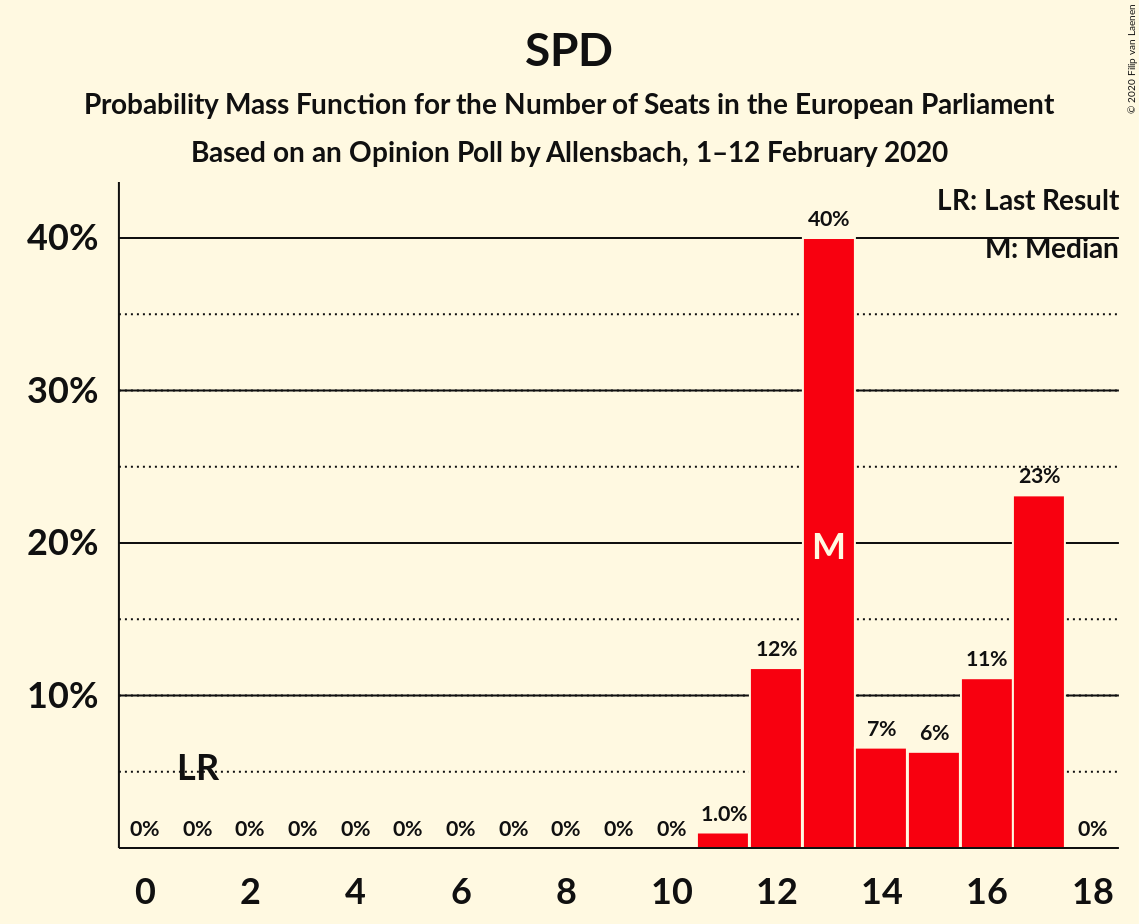 SPD
Probability Mass Function for the Number of Seats in the European Parliament
Based on an Opinion Poll by Allensbach, 1–12 February 2020
© 2020 Filip van Laenen
LR: Last Result
M: Median
40%
30%
20%
10%
0% 0% 0% 0% 0% 0% 0% 0% 0% 0% 0% 1.0% 12% 40% 7% 6% 11% 23% 0%
LR
M
0 2 4 6 8 10 12 14 16 18